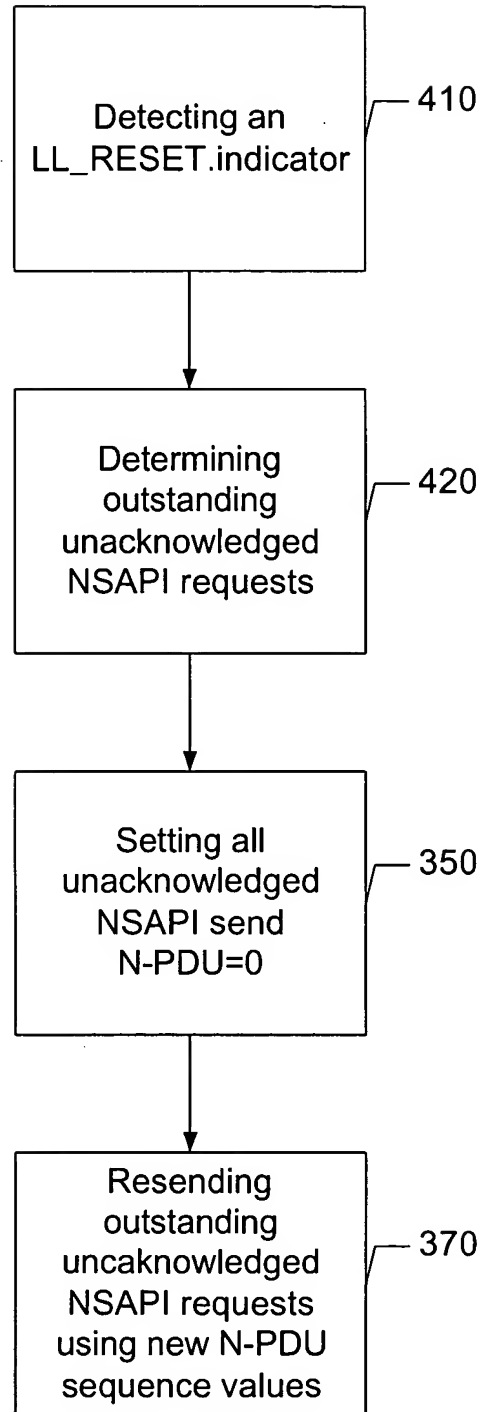 Detecting an
LL_RESET.indicator
410
Determining
outstanding
unacknowledged
NSAPI requests
420
Setting all
unacknowledged
NSAPI send
N-PDU=0
350
Resending
outstanding
uncaknowledged
NSAPI requests
using new N-PDU
sequence values
370